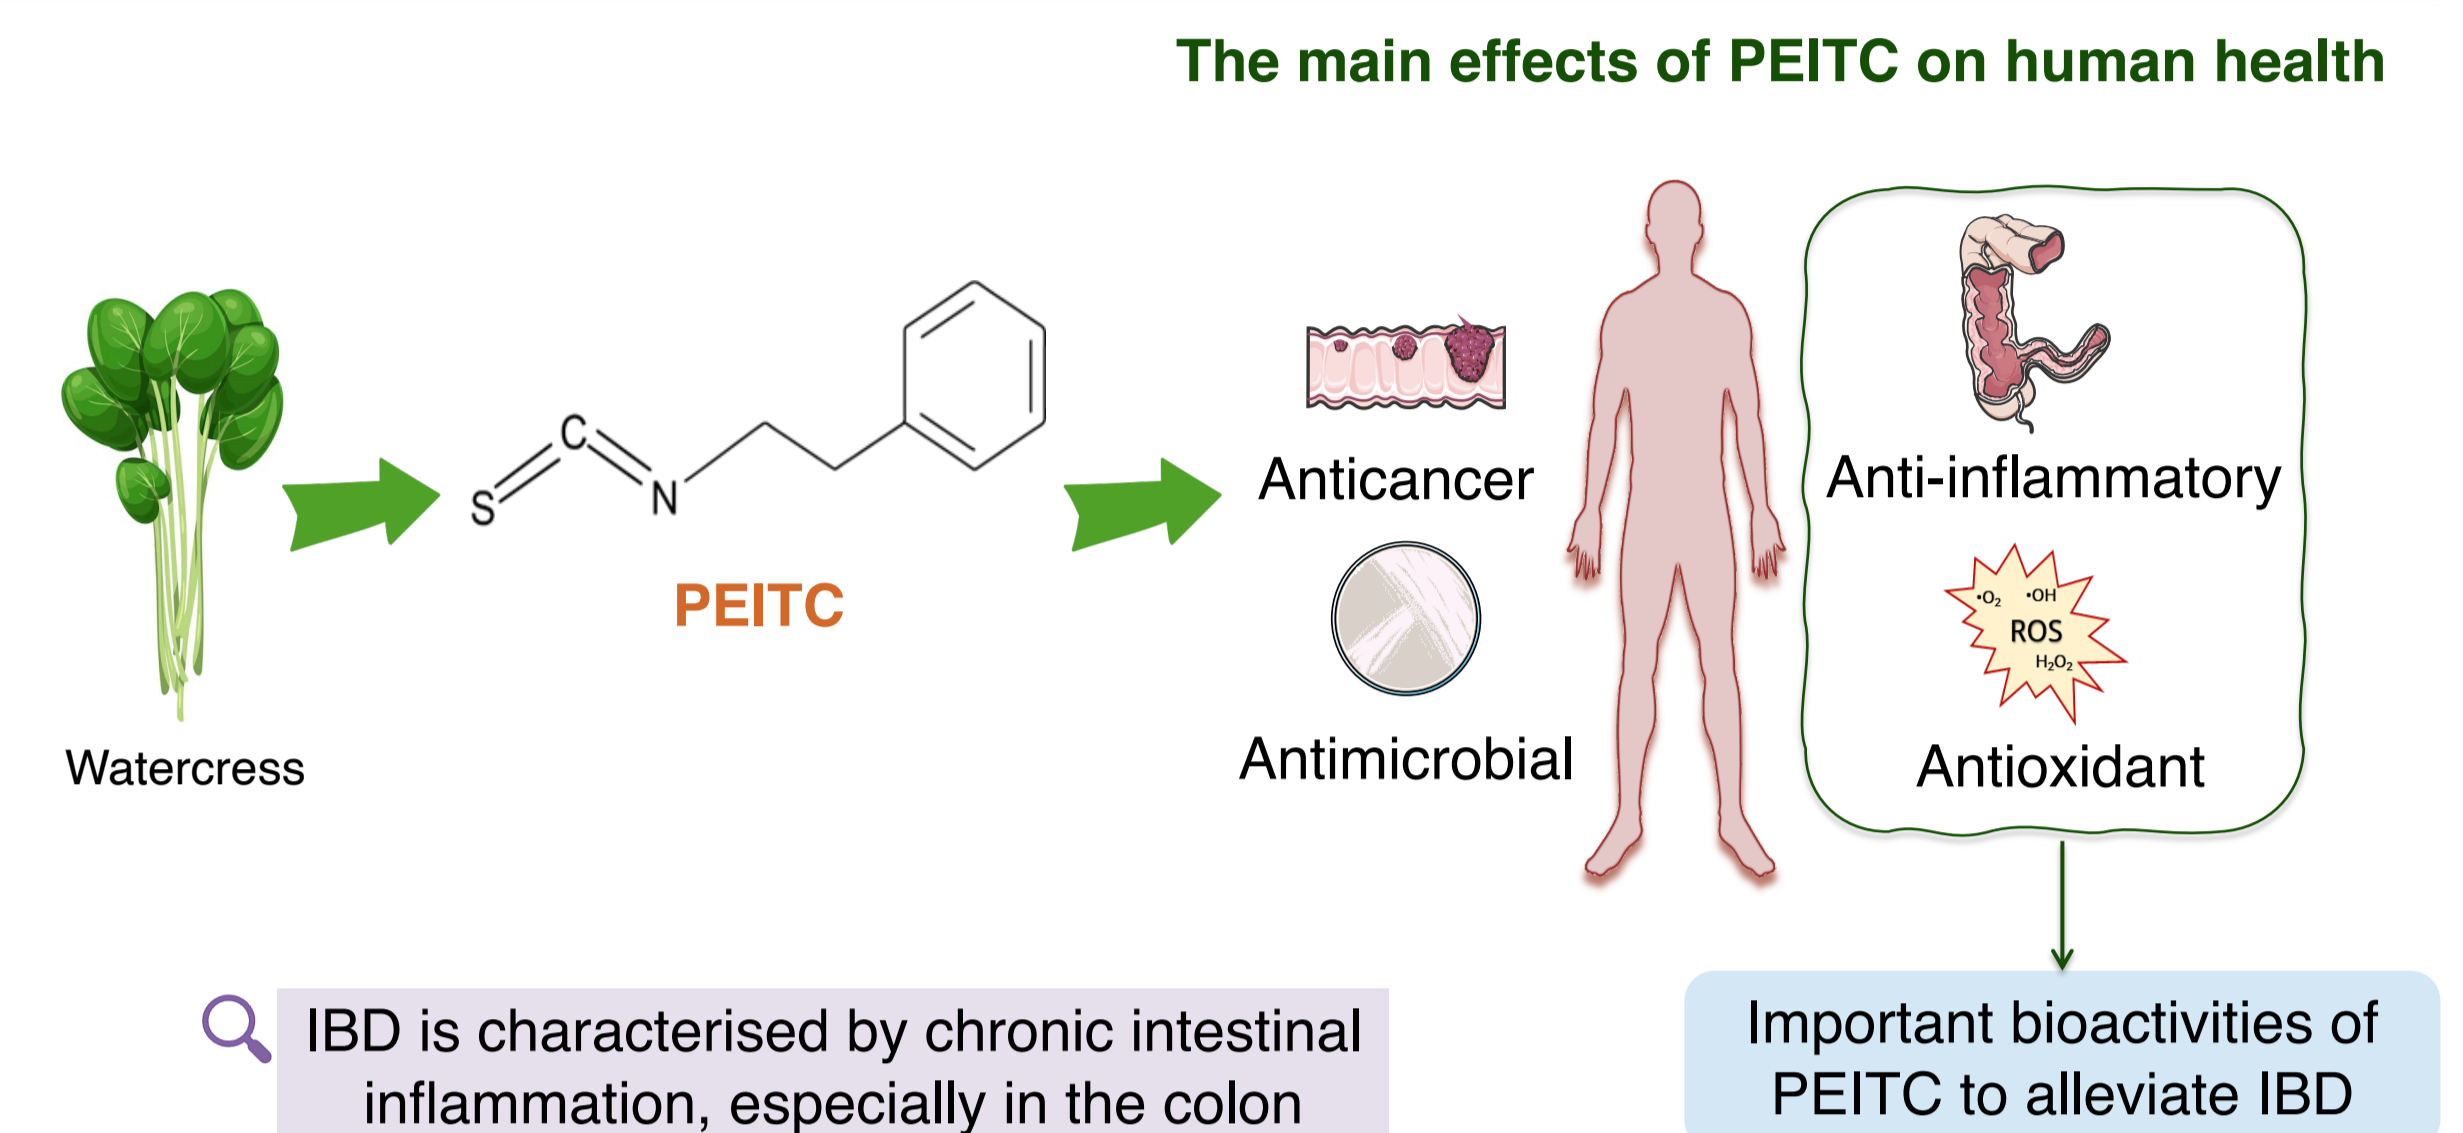 The main effects of PEITC on human health
S
C
N
PEITC
Watercress
Anticancer
Antimicrobial
Anti-inflammatory
•O₂ •OH
ROS
H₂O₂
Antioxidant
IBD is characterised by chronic intestinal
inflammation, especially in the colon
Important bioactivities of
PEITC to alleviate IBD